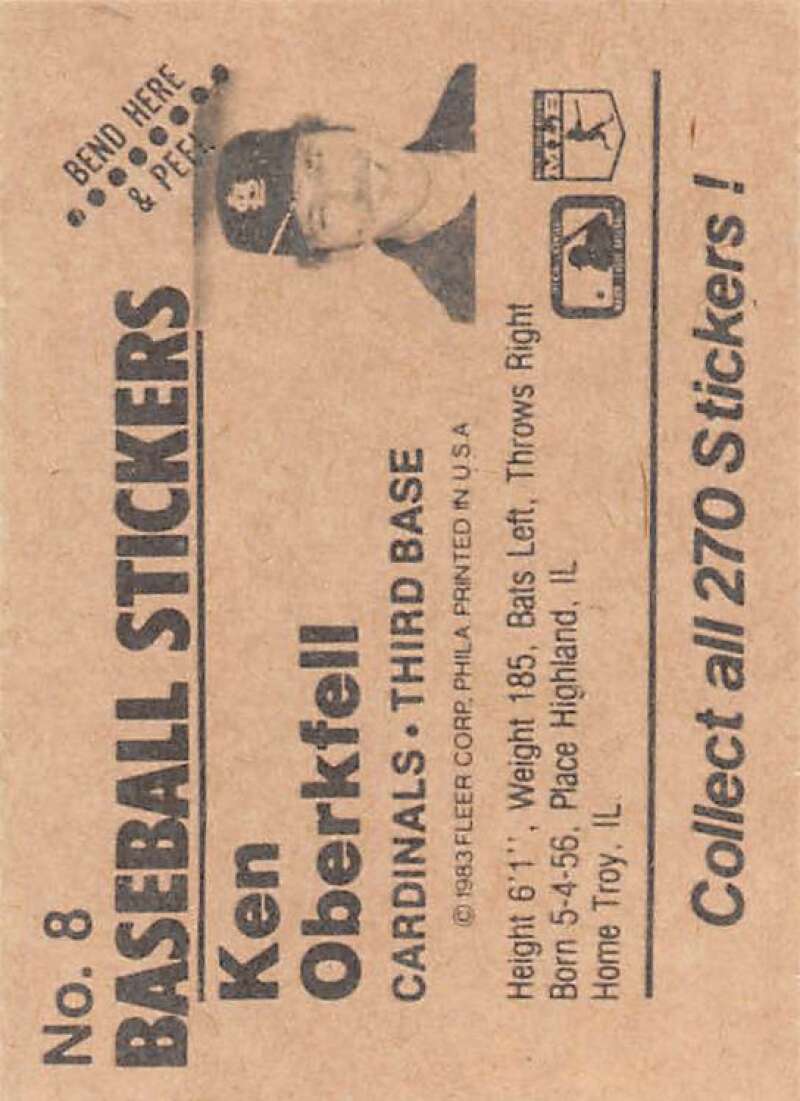 No. 8
BEND HERE
& PEEL
BASEBALL STICKERS
Ken
Oberkfell
CARDINALS • THIRD BASE
© 1983 FLEER CORP. PHILA. PRINTED IN U.S.A
Height 6'1'', Weight 185, Bats Left, Throws Right
Born 5-4-56, Place Highland, IL
Home Troy, IL
MLB
Collect all 270 Stickers!